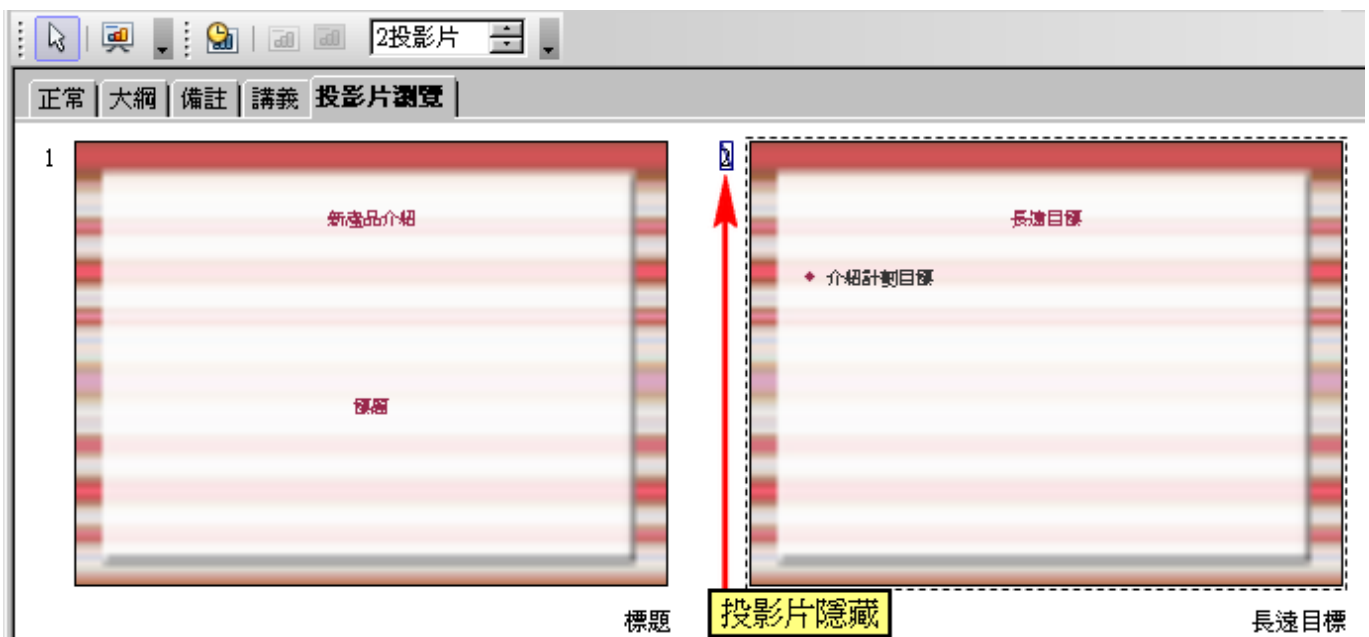 2投影片
正常 大綱 備註 講義 投影片瀏覽
1
新產品介紹
標題
標題
2
長遠目標
介紹計劃目標
長遠目標
投影片隱藏